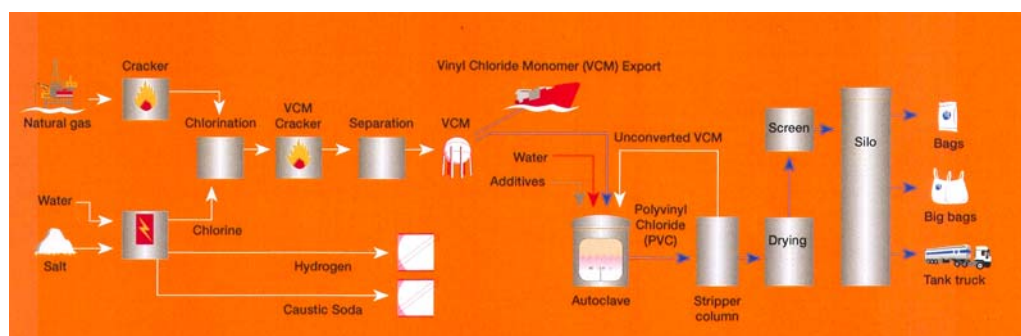 Cracker
Natural gas
Chlorination
VCM
Cracker
Separation
VCM
Vinyl Chloride Monomer (VCM) Export
Water
Salt
Chlorine
Hydrogen
Caustic Soda
Unconverted VCM
Water
Additives
Autoclave
Polyvinyl
Chloride
(PVC)
Stripper
column
Drying
Screen
Silo
Bags
Big bags
Tank truck